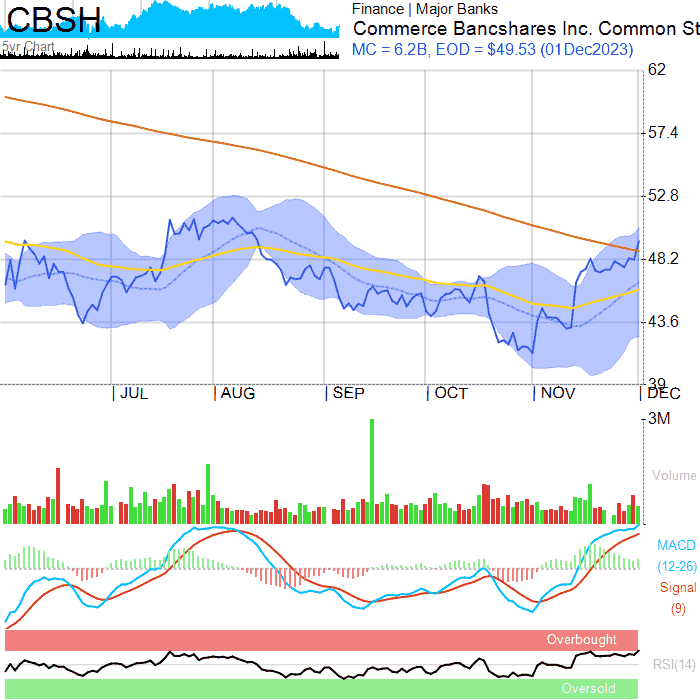 CBSH
5yr Chart
Finance | Major Banks
Commerce Bancshares Inc. Common St
MC = 6.2B, EOD = $49.53 (01Dec2023)
62
57.4
52.8
48.2
43.6
39
JUL
AUG
SEP
OCT
NOV
DEC
3M
Volume
MACD
(12-26)
Signal
(9)
Overbought
RSI(14)
Oversold